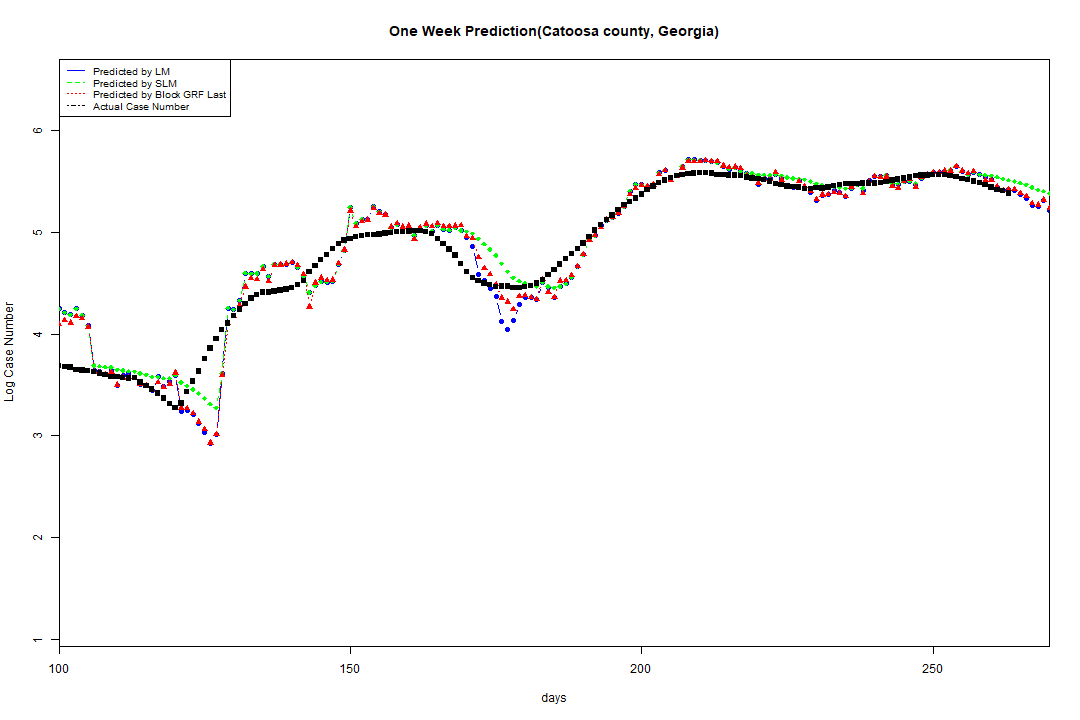 One Week Prediction(Catoosa county, Georgia)
Predicted by LM
Predicted by SLM
Predicted by Block GRF Last
Actual Case Number
6
5
4
3
2
1
Log Case Number
100 150 200 250
days